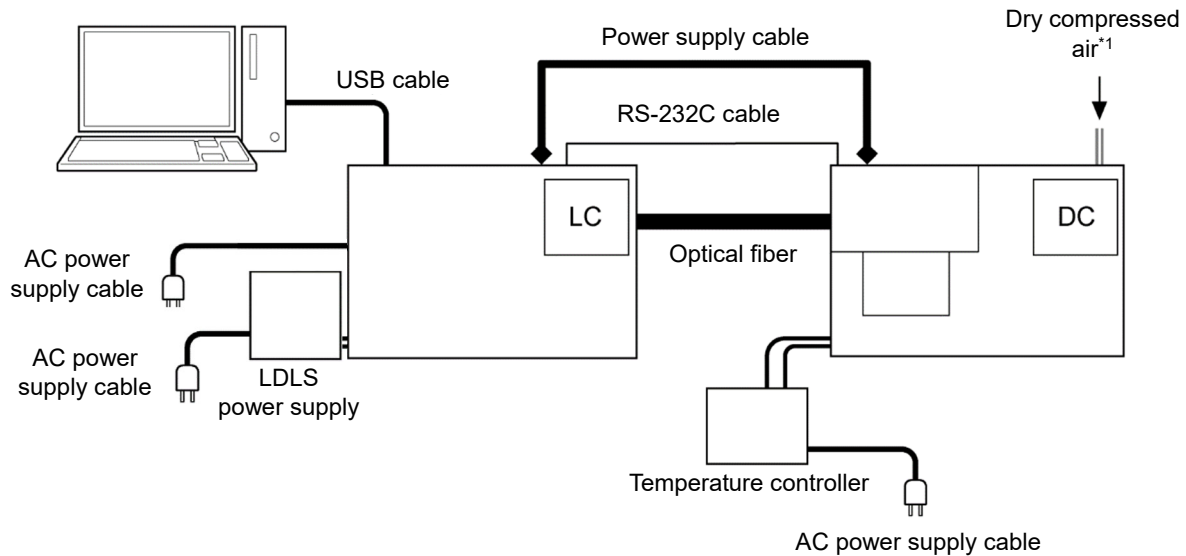 Dry compressed
air*1
Power supply cable
USB cable
RS-232C cable
LC
DC
Optical fiber
AC power
supply cable
AC power
supply cable
LDLS
power supply
Temperature controller
AC power supply cable